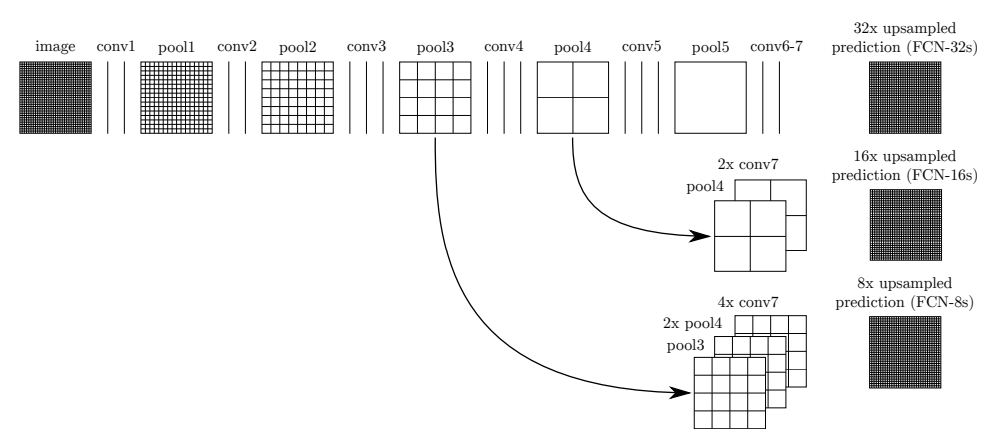 image conv1 pool1 conv2 pool2 conv3 pool3 conv4 pool4 conv5 pool5 conv6-7
32x upsampled
prediction (FCN-32s)
2x conv7
pool4
16x upsampled
prediction (FCN-16s)
4x conv7
2x pool4
pool3
8x upsampled
prediction (FCN-8s)